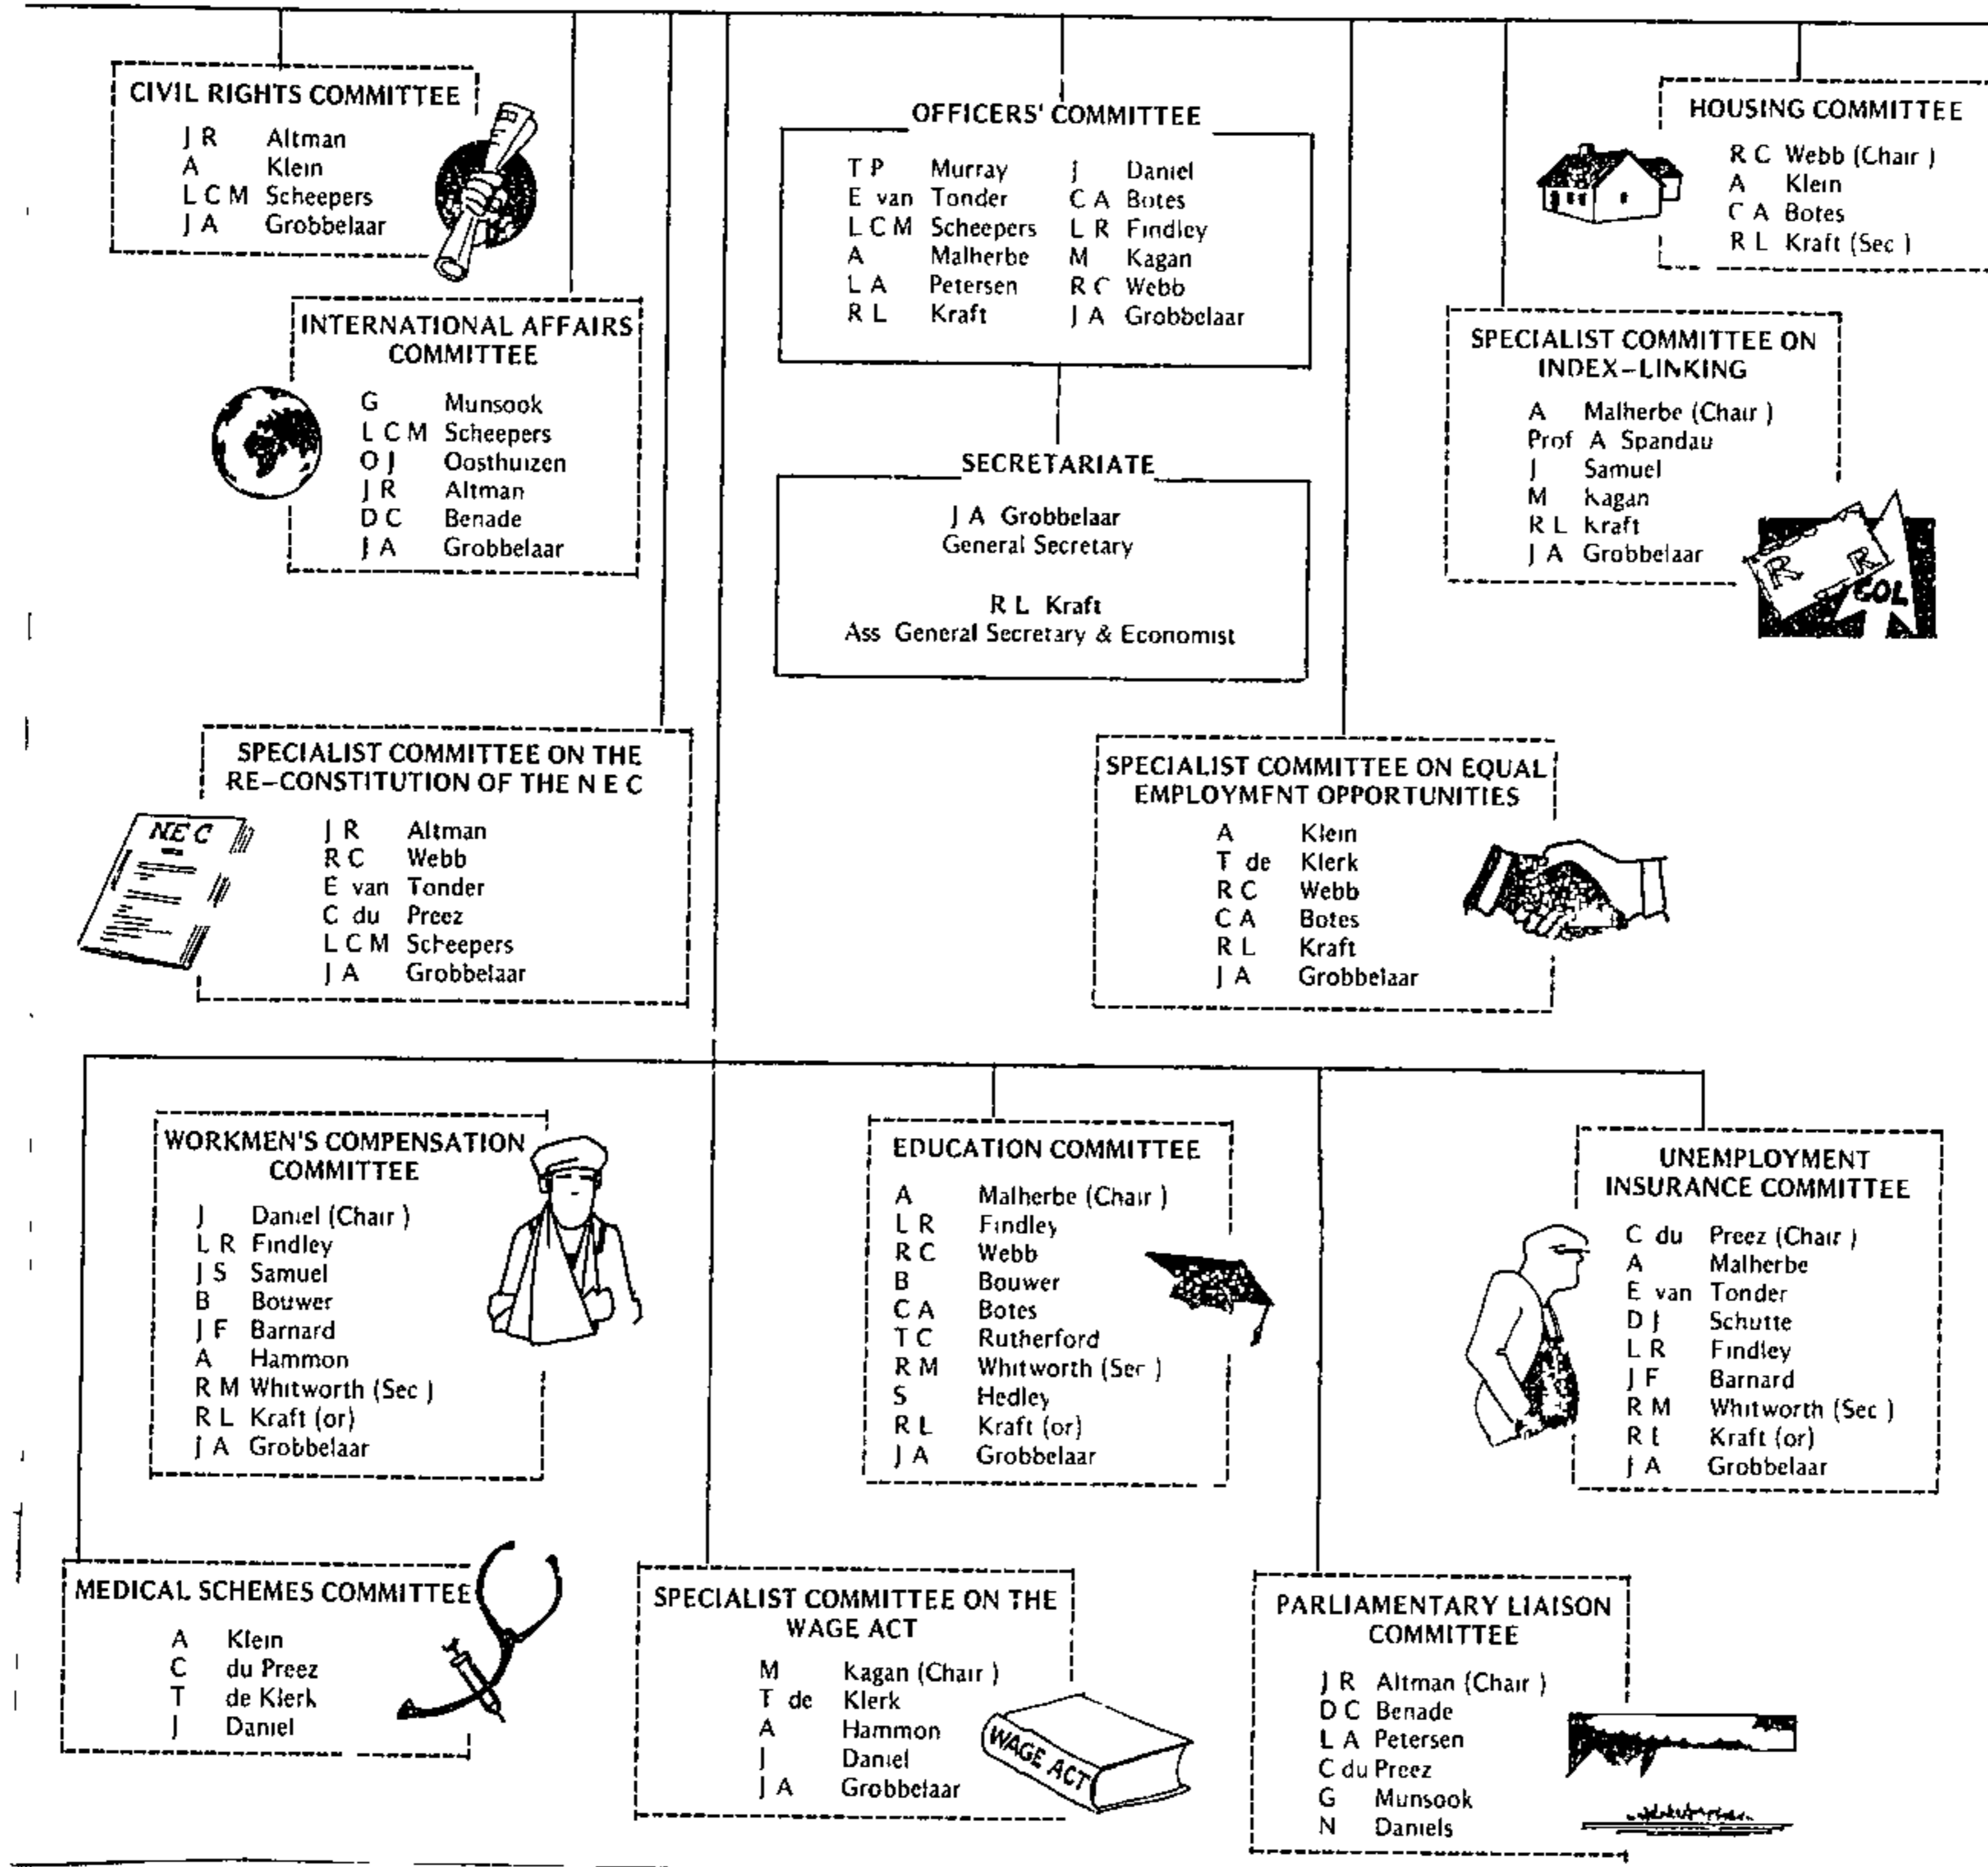 CIVIL RIGHTS COMMITTEE
J R Altman
A Klein
L C M Scheepers
J A Grobbelaar
OFFICERS' COMMITTEE
T P Murray J Daniel
E van Tonder C A Botes
L C M Scheepers L R Findley
A Malherbe M Kagan
L A Petersen R C Webb
R L Kraft J A Grobbelaar
HOUSING COMMITTEE
R C Webb (Chair )
A Klein
C A Botes
R L Kraft (Sec )
INTERNATIONAL AFFAIRS
COMMITTEE
G Munsook
L C M Scheepers
O J Oosthuizen
J R Altman
D C Benade
J A Grobbelaar
SECRETARIATE
J A Grobbelaar
General Secretary
R L Kraft
Ass General Secretary & Economist
SPECIALIST COMMITTEE ON
INDEX-LINKING
A Malherbe (Chair )
Prof A Spandau
J Samuel
M Kagan
R L Kraft
J A Grobbelaar
R R
GOL
SPECIALIST COMMITTEE ON THE
RE-CONSTITUTION OF THE N E C
NEC
J R Altman
R C Webb
E van Tonder
C du Preez
L C M Scheepers
J A Grobbelaar
SPECIALIST COMMITTEE ON EQUAL
EMPLOYMENT OPPORTUNITIES
A Klein
T de Klerk
R C Webb
C A Botes
R L Kraft
J A Grobbelaar
WORKMEN'S COMPENSATION
COMMITTEE
J Daniel (Chair )
L R Findley
J S Samuel
B Bouwer
J F Barnard
A Hammon
R M Whitworth (Sec )
R L Kraft (or)
J A Grobbelaar
EDUCATION COMMITTEE
A Malherbe (Chair )
L R Findley
R C Webb
B Bouwer
C A Botes
T C Rutherford
R M Whitworth (Sec )
S Hedley
R L Kraft (or)
J A Grobbelaar
UNEMPLOYMENT
INSURANCE COMMITTEE
C du Preez (Chair )
A Malherbe
E van Tonder
D J Schutte
L R Findley
J F Barnard
R M Whitworth (Sec )
R L Kraft (or)
J A Grobbelaar
MEDICAL SCHEMES COMMITTEE
A Klein
C du Preez
T de Klerk
J Daniel
SPECIALIST COMMITTEE ON THE
WAGE ACT
M Kagan (Chair )
T de Klerk
A Hammon
J Daniel
J A Grobbelaar
WAGE ACT
PARLIAMENTARY LIAISON
COMMITTEE
J R Altman (Chair )
D C Benade
L A Petersen
C du Preez
G Munsook
N Daniels